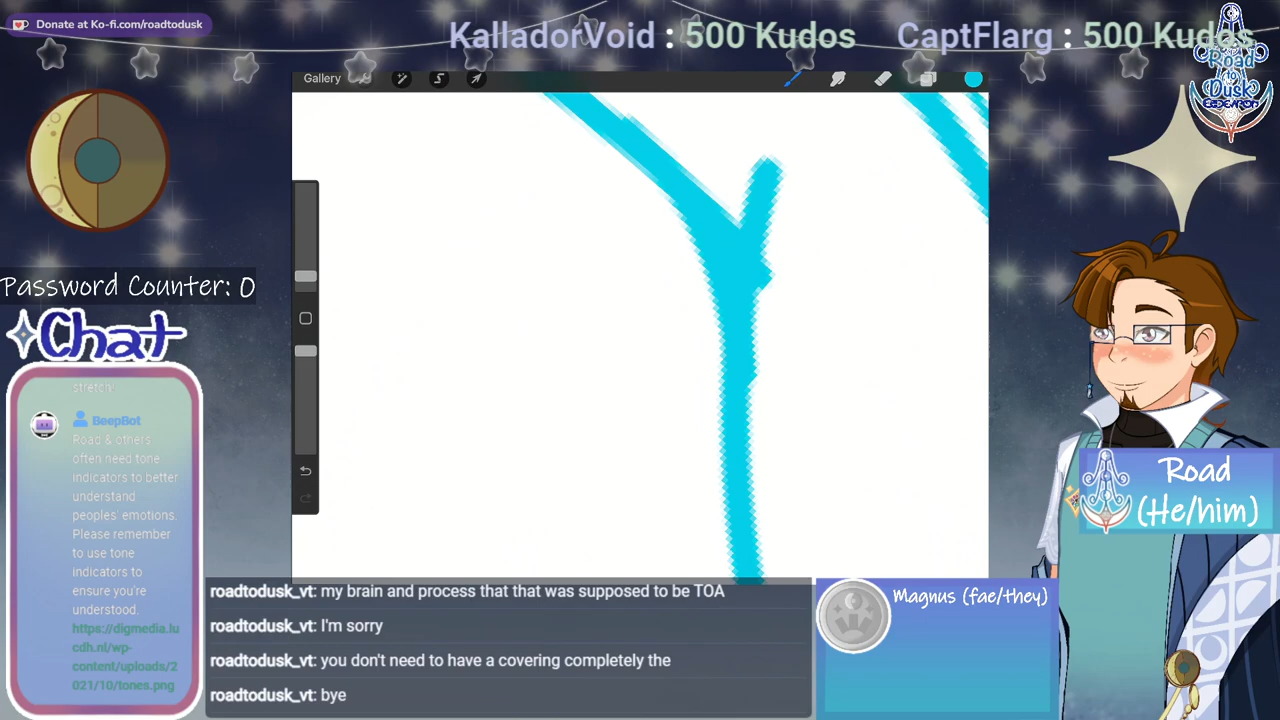 Donate at Ko-fi.com/roadtodusk
KalladorVoid : 500 Kudos CaptFlarg : 500 Kudos
Road
to
Dusk
Gallery
Password Counter: 0
Chat
stretch!
BeepBot
Road & others
often need tone
indicators to better
understand
peoples' emotions.
Please remember
to use tone
indicators to
ensure you're
understood.
https://digmedia.lu
cdh.nl/wp-
content/uploads/2
021/10/tones.png
roadtodusk_vt: my brain and process that that was supposed to be TOA
roadtodusk_vt: I'm sorry
roadtodusk_vt: you don't need to have a covering completely the
roadtodusk_vt: bye
Magnus (fae/they)
Road
(He/him)